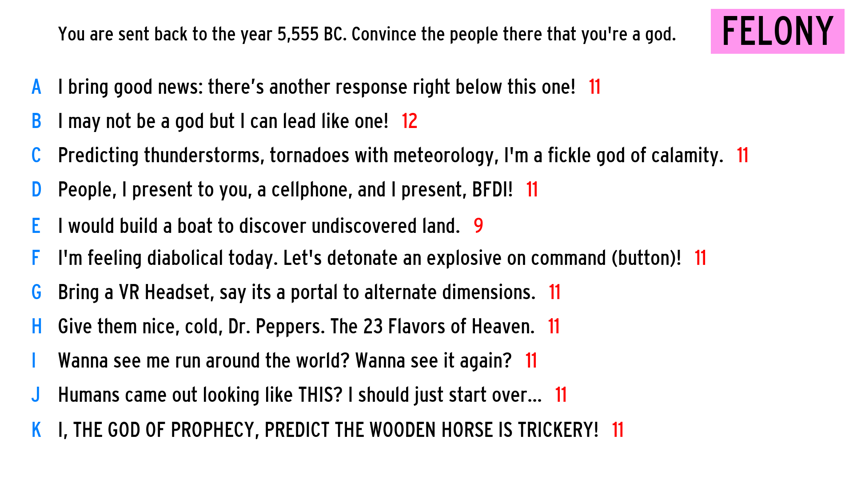 You are sent back to the year 5,555 BC. Convince the people there that you're a god. FELONY
A I bring good news: there's another response right below this one! 11
B I may not be a god but I can lead like one! 12
C Predicting thunderstorms, tornadoes with meteorology, I'm a fickle god of calamity. 11
D People, I present to you, a cellphone, and I present, BFDI! 11
E I would build a boat to discover undiscovered land. 9
F I'm feeling diabolical today. Let's detonate an explosive on command (button)! 11
G Bring a VR Headset, say its a portal to alternate dimensions. 11
H Give them nice, cold, Dr. Peppers. The 23 Flavors of Heaven. 11
I Wanna see me run around the world? Wanna see it again? 11
J Humans came out looking like THIS? I should just start over... 11
K I, THE GOD OF PROPHECY, PREDICT THE WOODEN HORSE IS TRICKERY! 11